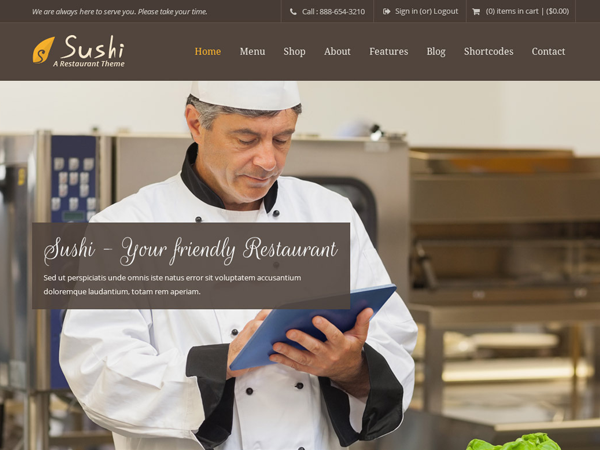 We are always here to serve you. Please take your time.
Call : 888-654-3210
Sign in (or) Logout
(0) items in cart | ($0.00)
Sushi
A Restaurant Theme
Home Menu Shop About Features Blog Shortcodes Contact
Sushi - Your friendly Restaurant
Sed ut perspiciatis unde omnis iste natus error sit voluptatem accusantium
doloremque laudantium, totam rem aperiam.